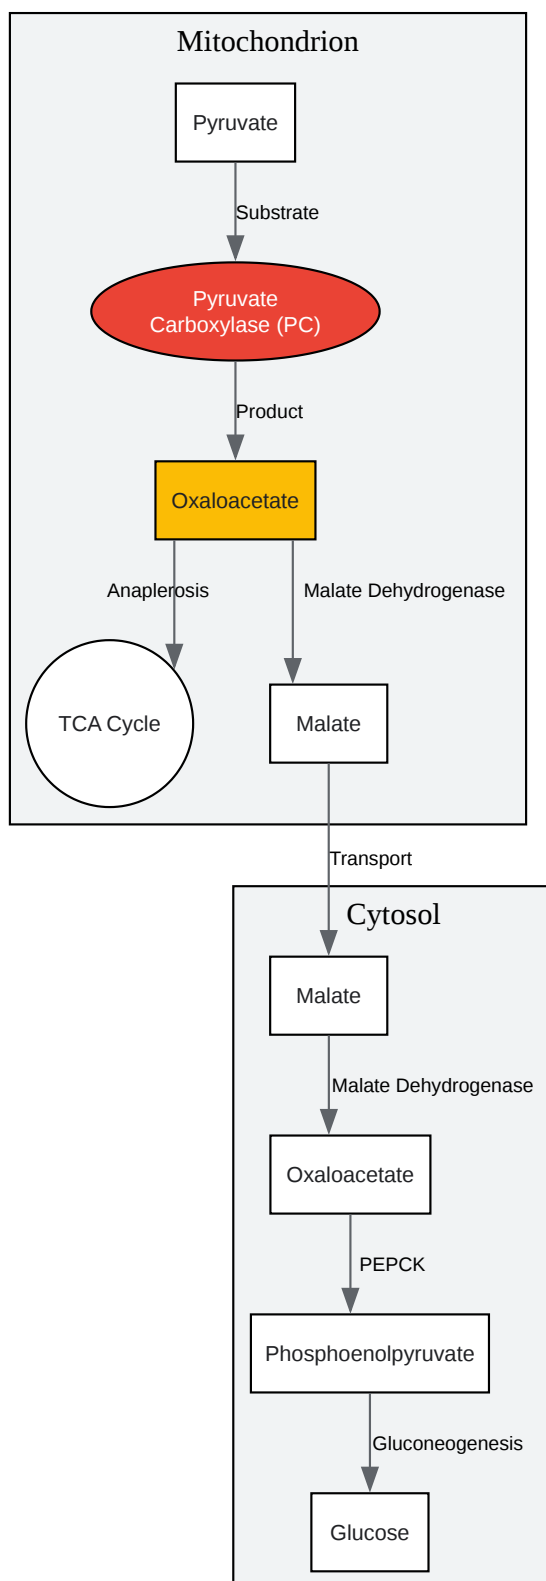 Mitochondrion
Pyruvate
Substrate
Pyruvate
Carboxylase (PC)
Product
Oxaloacetate
Anaplerosis
Malate Dehydrogenase
TCA Cycle
Malate
Transport
Cytosol
Malate
Malate Dehydrogenase
Oxaloacetate
PEPCK
Phosphoenolpyruvate
Gluconeogenesis
Glucose